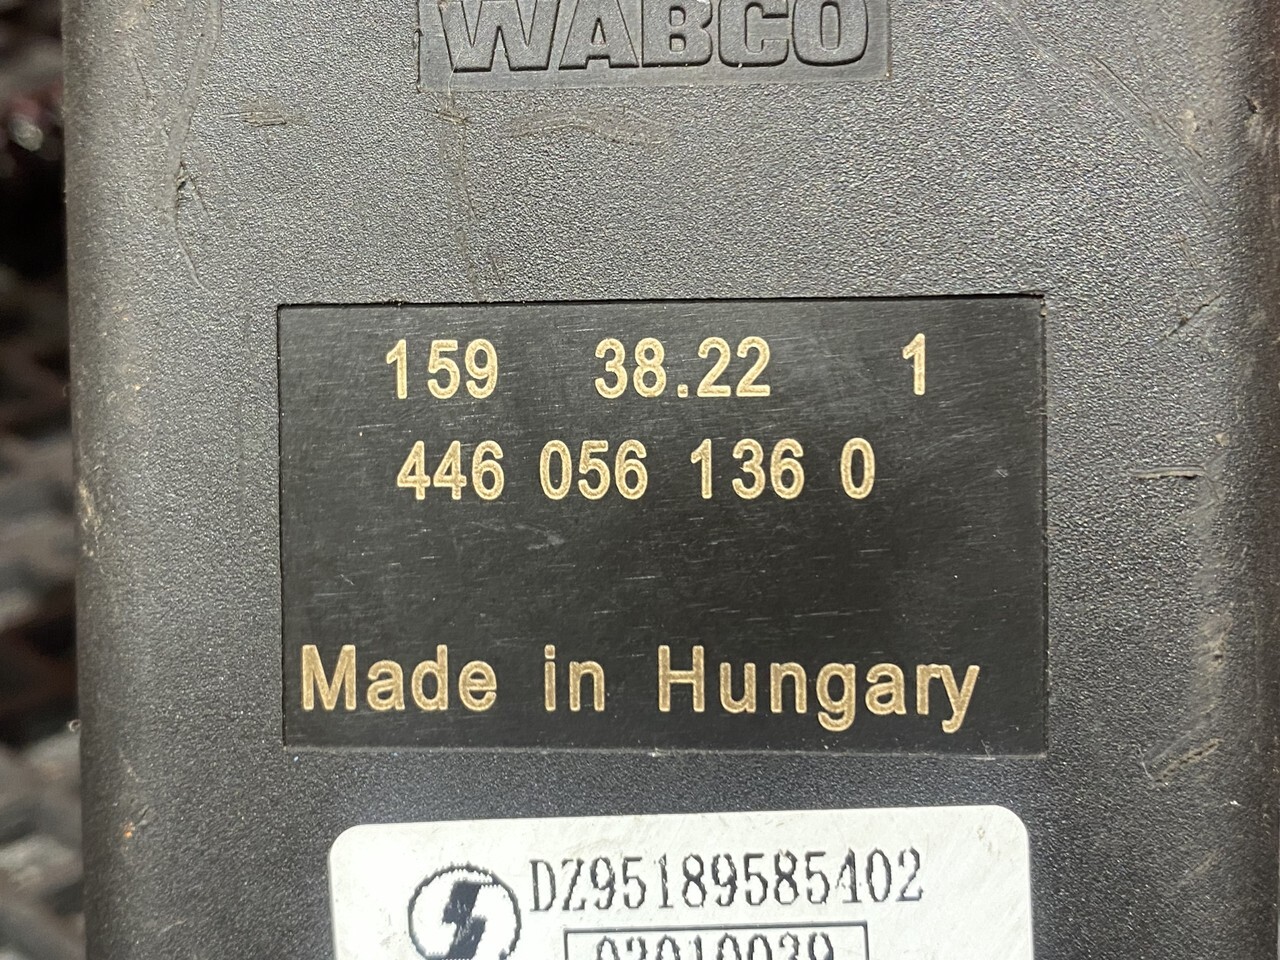 WABCO
159 38.22 1
446 056 136 0
Made in Hungary
DZ95189585402